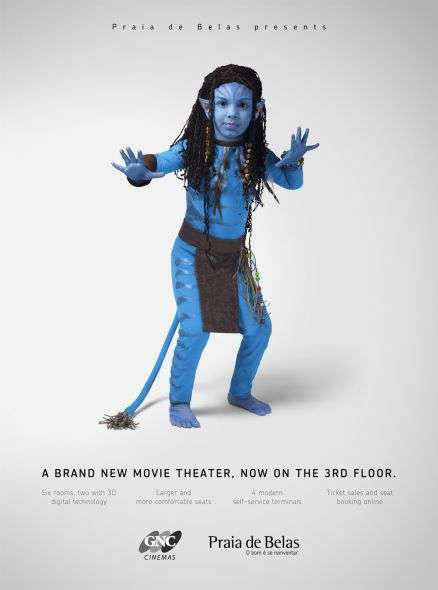 Praia de Belas presents
A BRAND NEW MOVIE THEATER, NOW ON THE 3RD FLOOR.
Six rooms, two with 3D
digital technology
Larger and
more comfortable seats
4 modern
self-service terminals
Ticket sales and seat
booking online
GNC
CINEMAS
Praia de Belas
O bom é se reinventar.